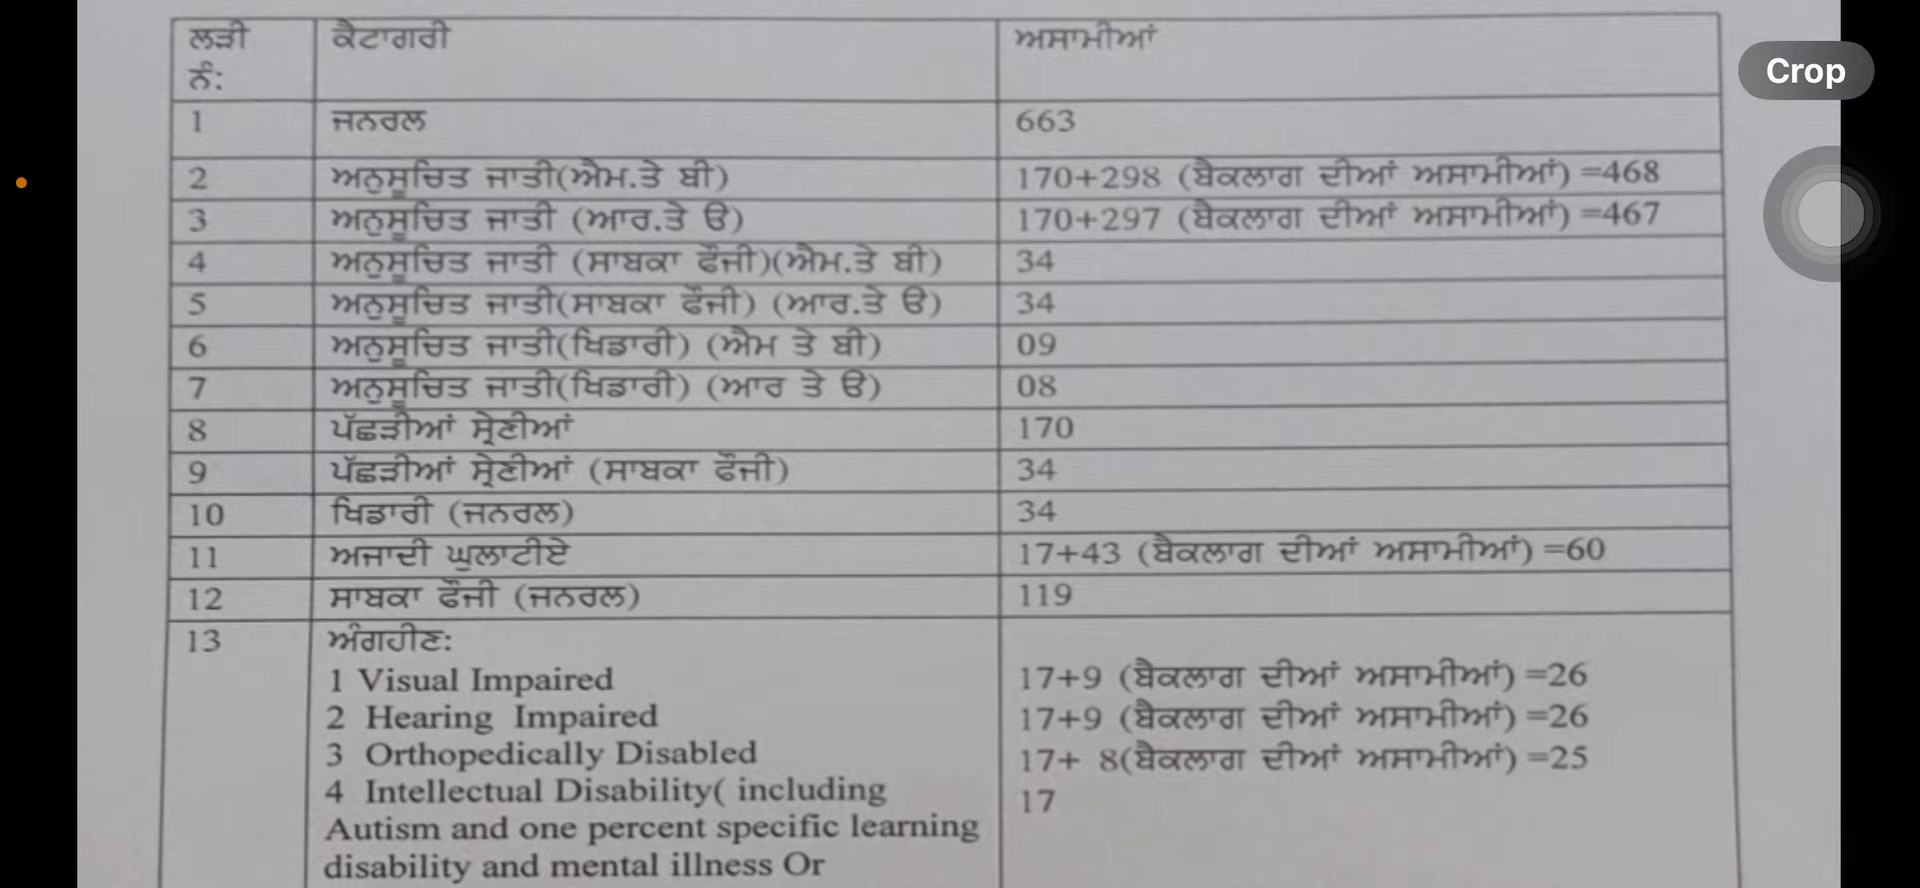 Crop
ਲੜੀ ਨੰ: ਕੈਟਾਗਰੀ ਅਸਾਮੀਆਂ
1 ਜਨਰਲ 663
2 ਅਨੁਸੂਚਿਤ ਜਾਤੀ(ਐਮ.ਤੇ ਬੀ) 170+298 (ਬੈਕਲਾਗ ਦੀਆਂ ਅਸਾਮੀਆਂ) =468
3 ਅਨੁਸੂਚਿਤ ਜਾਤੀ (ਆਰ.ਤੇ ੳ) 170+297 (ਬੈਕਲਾਗ ਦੀਆਂ ਅਸਾਮੀਆਂ) =467
4 ਅਨੁਸੂਚਿਤ ਜਾਤੀ (ਸਾਬਕਾ ਫੌਜੀ)(ਐਮ.ਤੇ ਬੀ) 34
5 ਅਨੁਸੂਚਿਤ ਜਾਤੀ(ਸਾਬਕਾ ਫੌਜੀ) (ਆਰ.ਤੇ ੳ) 34
6 ਅਨੁਸੂਚਿਤ ਜਾਤੀ(ਖਿਡਾਰੀ) (ਐਮ ਤੇ ਬੀ) 09
7 ਅਨੁਸੂਚਿਤ ਜਾਤੀ(ਖਿਡਾਰੀ) (ਆਰ ਤੇ ੳ) 08
8 ਪੱਛੜੀਆਂ ਸ੍ਰੇਣੀਆਂ 170
9 ਪੱਛੜੀਆਂ ਸ੍ਰੇਣੀਆਂ (ਸਾਬਕਾ ਫੌਜੀ) 34
10 ਖਿਡਾਰੀ (ਜਨਰਲ) 34
11 ਅਜਾਦੀ ਘੁਲਾਟੀਏ 17+43 (ਬੈਕਲਾਗ ਦੀਆਂ ਅਸਾਮੀਆਂ) =60
12 ਸਾਬਕਾ ਫੌਜੀ (ਜਨਰਲ) 119
13 ਅੰਗਹੀਣ:
1 Visual Impaired 17+9 (ਬੈਕਲਾਗ ਦੀਆਂ ਅਸਾਮੀਆਂ) =26
2 Hearing Impaired 17+9 (ਬੈਕਲਾਗ ਦੀਆਂ ਅਸਾਮੀਆਂ) =26
3 Orthopedically Disabled 17+ 8(ਬੈਕਲਾਗ ਦੀਆਂ ਅਸਾਮੀਆਂ) =25
4 Intellectual Disability( including 17
Autism and one percent specific learning
disability and mental illness Or